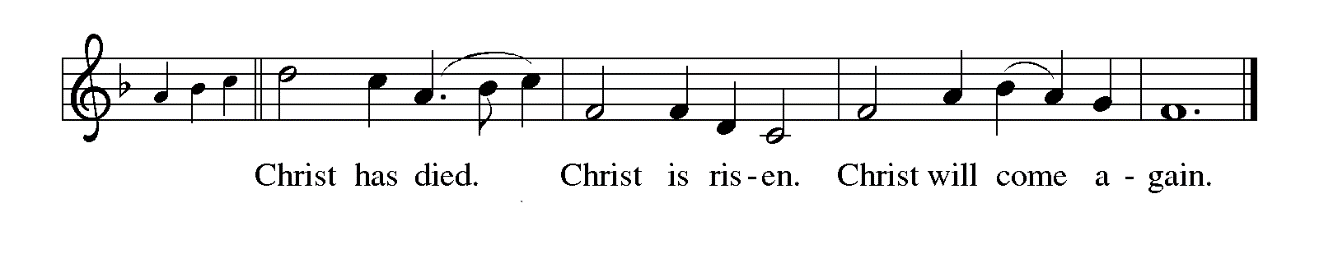 Christ has died. Christ is ris-en. Christ will come a-gain.